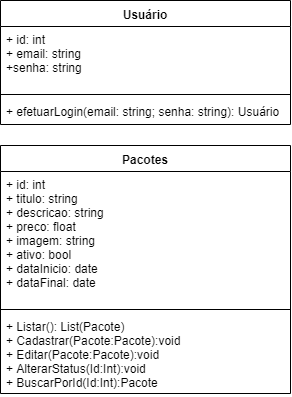 Usuário
+ id: int
+ email: string
+senha: string
+ efetuarLogin(email: string; senha: string): Usuário
Pacotes
+ id: int
+ titulo: string
+ descricao: string
+ preco: float
+ imagem: string
+ ativo: bool
+ dataInicio: date
+ dataFinal: date
+ Listar(): List(Pacote)
+ Cadastrar(Pacote:Pacote):void
+ Editar(Pacote:Pacote):void
+ AlterarStatus(Id:Int):void
+ BuscarPorId(Id:Int):Pacote